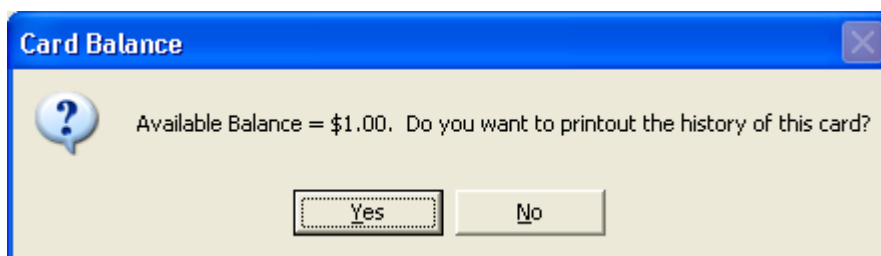 Card Balance
Available Balance = $1.00.  Do you want to printout the history of this card?
Yes
No